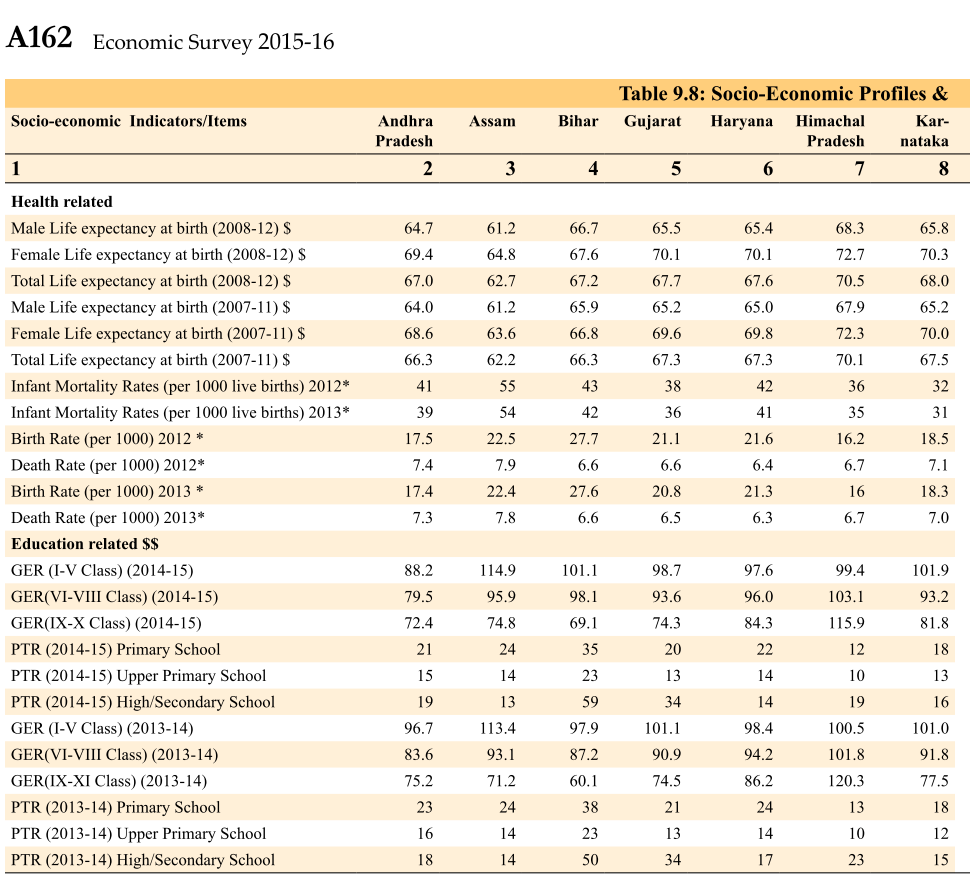 A162 Economic Survey 2015-16
Table 9.8: Socio-Economic Profiles &
Socio-economic Indicators/Items Andhra Pradesh Assam Bihar Gujarat Haryana Himachal Pradesh Kar-nataka
1 2 3 4 5 6 7 8
Health related
Male Life expectancy at birth (2008-12) $ 64.7 61.2 66.7 65.5 65.4 68.3 65.8
Female Life expectancy at birth (2008-12) $ 69.4 64.8 67.6 70.1 70.1 72.7 70.3
Total Life expectancy at birth (2008-12) $ 67.0 62.7 67.2 67.7 67.6 70.5 68.0
Male Life expectancy at birth (2007-11) $ 64.0 61.2 65.9 65.2 65.0 67.9 65.2
Female Life expectancy at birth (2007-11) $ 68.6 63.6 66.8 69.6 69.8 72.3 70.0
Total Life expectancy at birth (2007-11) $ 66.3 62.2 66.3 67.3 67.3 70.1 67.5
Infant Mortality Rates (per 1000 live births) 2012* 41 55 43 38 42 36 32
Infant Mortality Rates (per 1000 live births) 2013* 39 54 42 36 41 35 31
Birth Rate (per 1000) 2012 * 17.5 22.5 27.7 21.1 21.6 16.2 18.5
Death Rate (per 1000) 2012* 7.4 7.9 6.6 6.6 6.4 6.7 7.1
Birth Rate (per 1000) 2013 * 17.4 22.4 27.6 20.8 21.3 16 18.3
Death Rate (per 1000) 2013* 7.3 7.8 6.6 6.5 6.3 6.7 7.0
Education related $$
GER (I-V Class) (2014-15) 88.2 114.9 101.1 98.7 97.6 99.4 101.9
GER(VI-VIII Class) (2014-15) 79.5 95.9 98.1 93.6 96.0 103.1 93.2
GER(IX-X Class) (2014-15) 72.4 74.8 69.1 74.3 84.3 115.9 81.8
PTR (2014-15) Primary School 21 24 35 20 22 12 18
PTR (2014-15) Upper Primary School 15 14 23 13 14 10 13
PTR (2014-15) High/Secondary School 19 13 59 34 14 19 16
GER (I-V Class) (2013-14) 96.7 113.4 97.9 101.1 98.4 100.5 101.0
GER(VI-VIII Class) (2013-14) 83.6 93.1 87.2 90.9 94.2 101.8 91.8
GER(IX-XI Class) (2013-14) 75.2 71.2 60.1 74.5 86.2 120.3 77.5
PTR (2013-14) Primary School 23 24 38 21 24 13 18
PTR (2013-14) Upper Primary School 16 14 23 13 14 10 12
PTR (2013-14) High/Secondary School 18 14 50 34 17 23 15